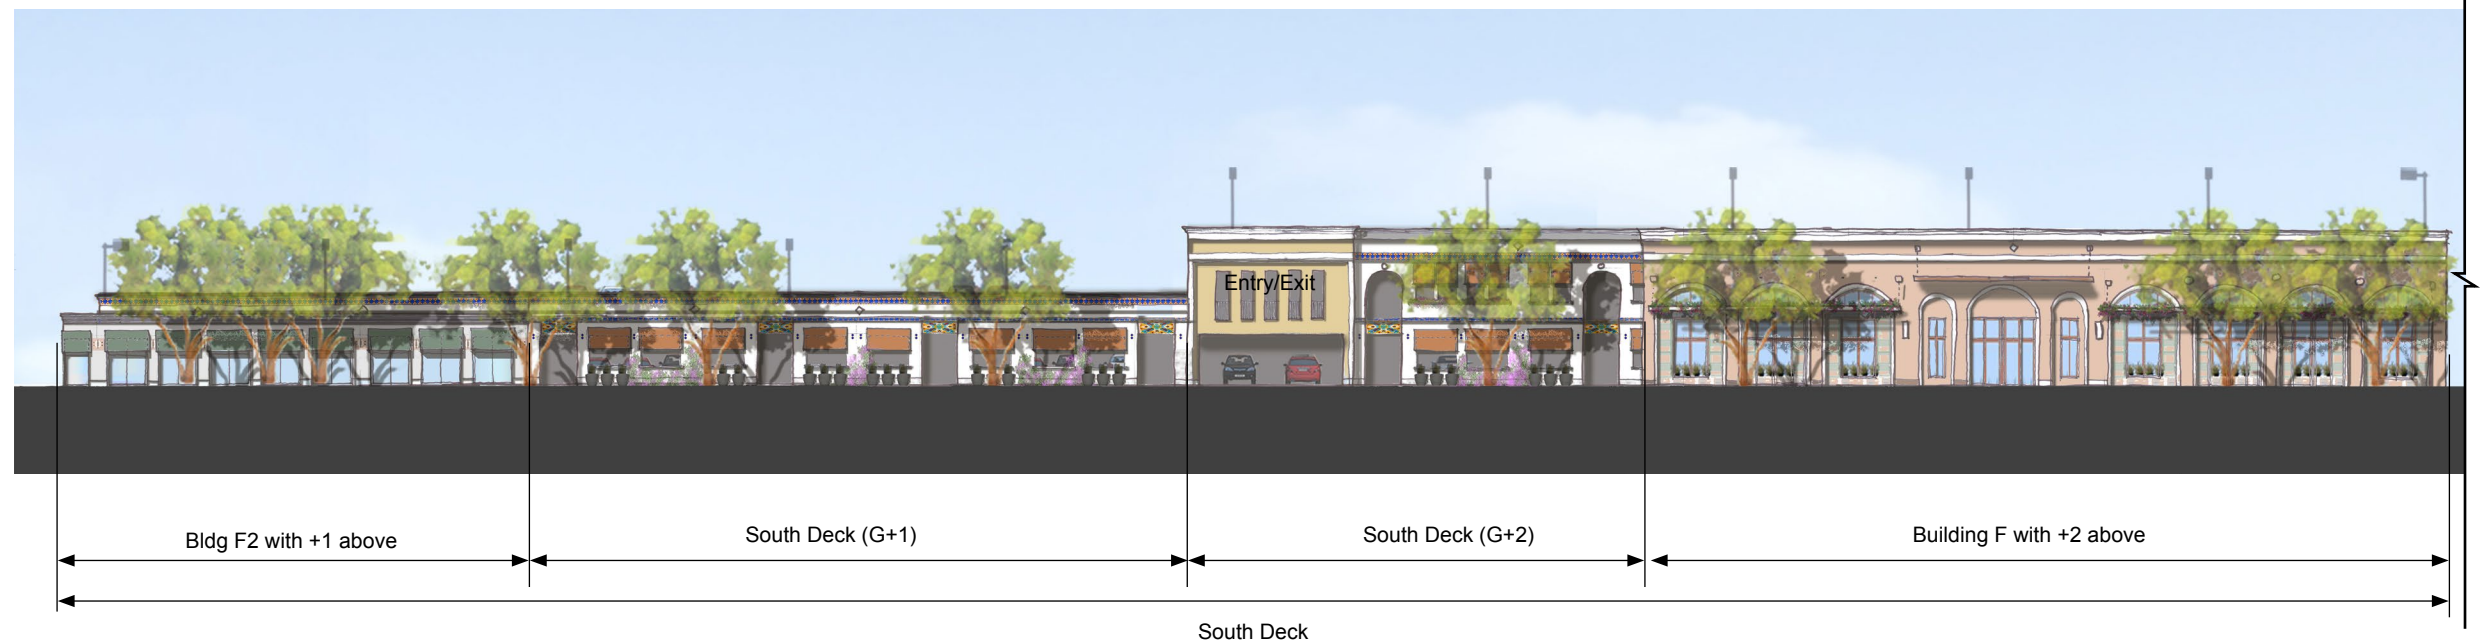 Entry/Exit
Bldg F2 with +1 above
South Deck (G+1)
South Deck (G+2)
Building F with +2 above
South Deck